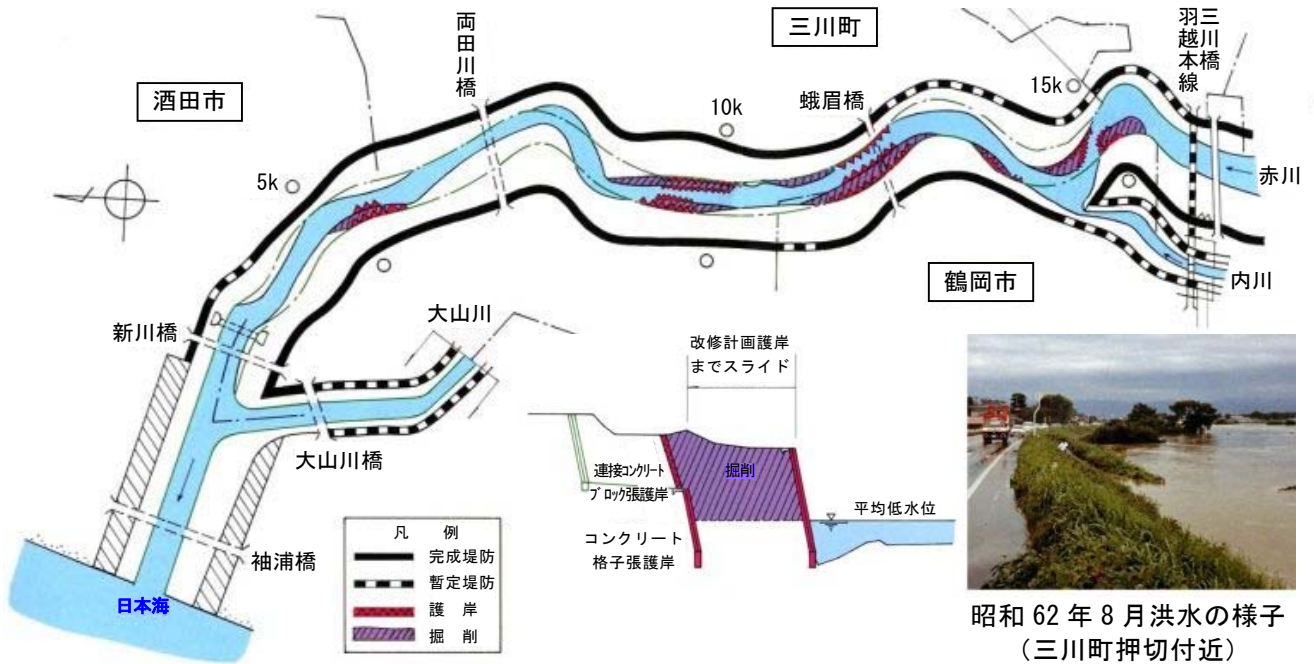 三川町
酒田市
鶴岡市
両田川橋
蛾眉橋
羽越本線
三川橋
5k
10k
15k
赤川
内川
新川橋
大山川
大山川橋
袖浦橋
日本海
凡 例
完成堤防
暫定堤防
護 岸
掘 削
改修計画護岸
までスライド
連接コンクリート
ブロック張護岸
掘削
コンクリート
格子張護岸
平均低水位
昭和 62 年 8 月洪水の様子
（三川町押切付近）